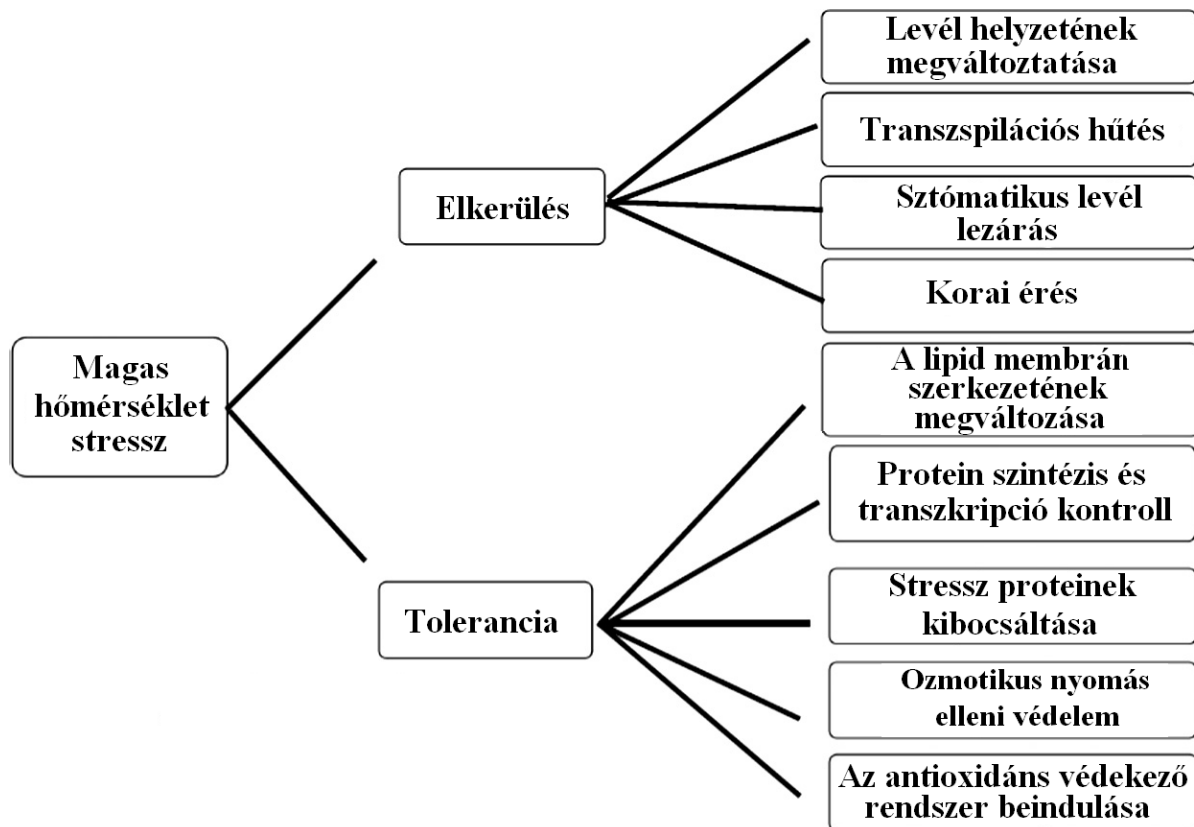 Levél helyzetének
megváltoztatása
Transzspilációs hűtés
Sztómatikus levél
lezárás
Korai érés
Elkerülés
Magas
hőmérséklet
stressz
A lipid membrán
szerkezetének
megváltozása
Protein szintézis és
transzkripció kontroll
Stressz proteinek
kibocsáltása
Ozmotikus nyomás
elleni védelem
Az antioxidáns védekező
rendszer beindulása
Tolerancia